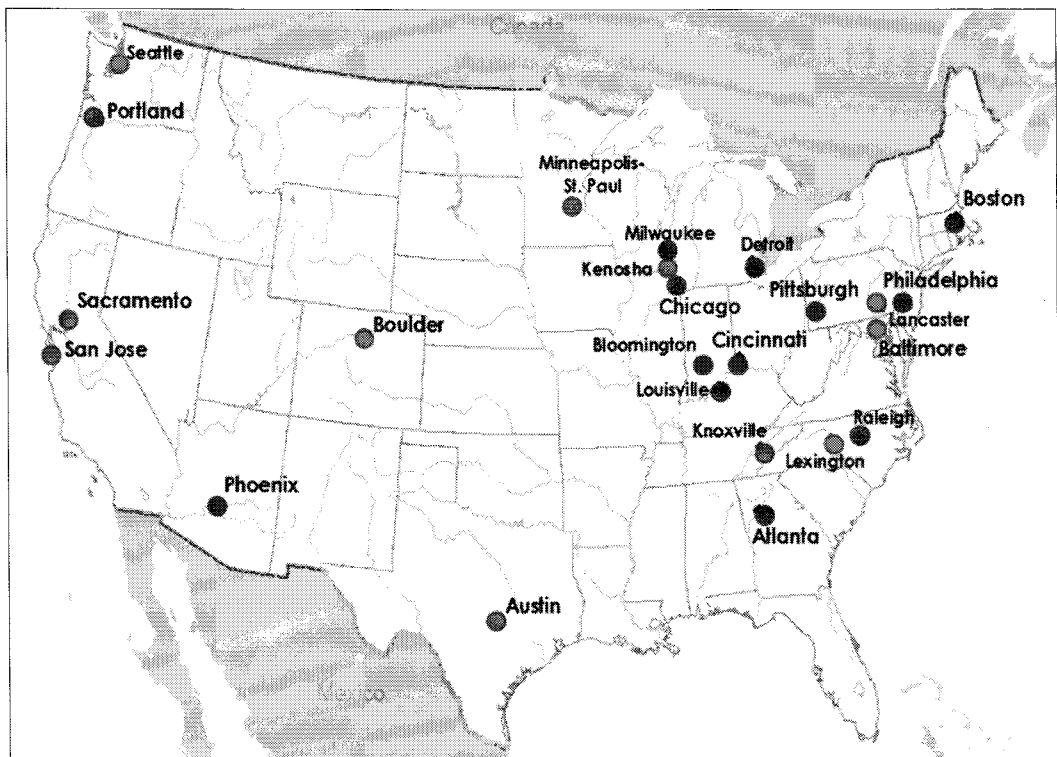 Canada
Seattle
Portland
Minneapolis-
St. Paul
Boston
Milwaukee
Detroit
Kenosha
Chicago
Pittsburgh
Philadelphia
Lancaster
Baltimore
Sacramento
San Jose
Boulder
Bloomington
Cincinnati
Louisville
Knoxville
Raleigh
Lexington
Phoenix
Atlanta
Austin
Mexico